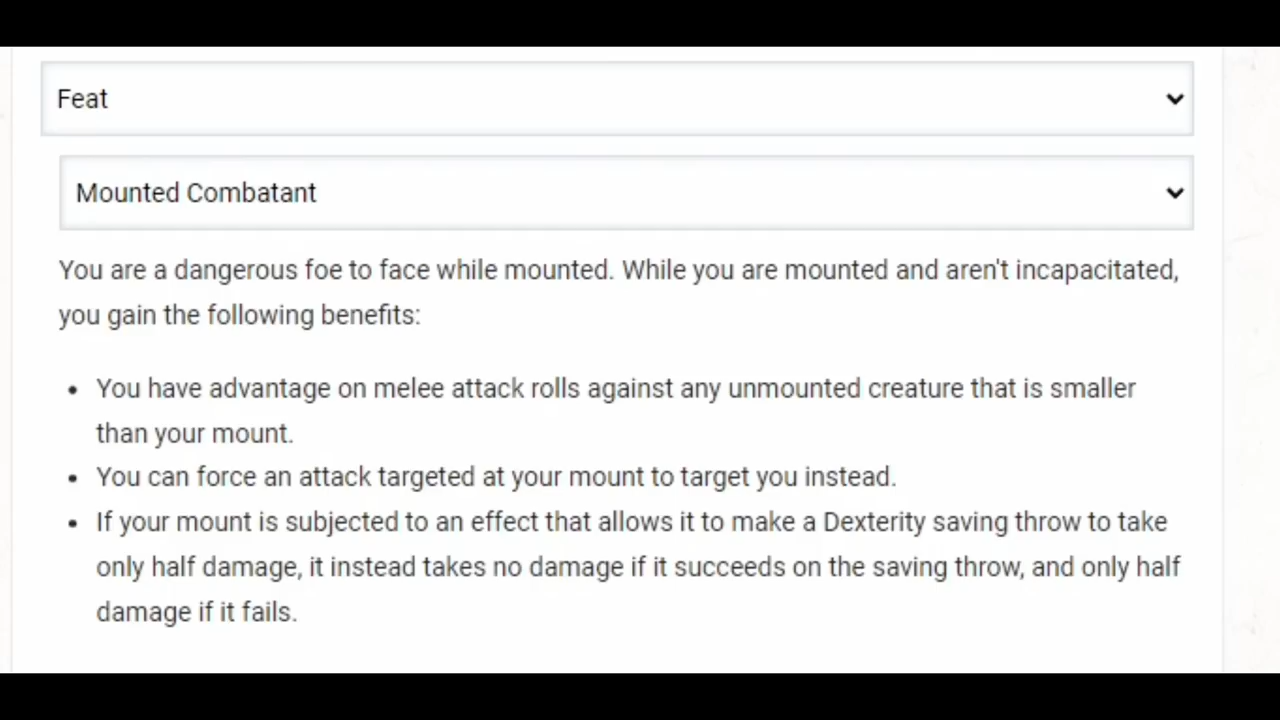 Feat
Mounted Combatant
You are a dangerous foe to face while mounted. While you are mounted and aren't incapacitated,
you gain the following benefits:
• You have advantage on melee attack rolls against any unmounted creature that is smaller
than your mount.
• You can force an attack targeted at your mount to target you instead.
• If your mount is subjected to an effect that allows it to make a Dexterity saving throw to take
only half damage, it instead takes no damage if it succeeds on the saving throw, and only half
damage if it fails.